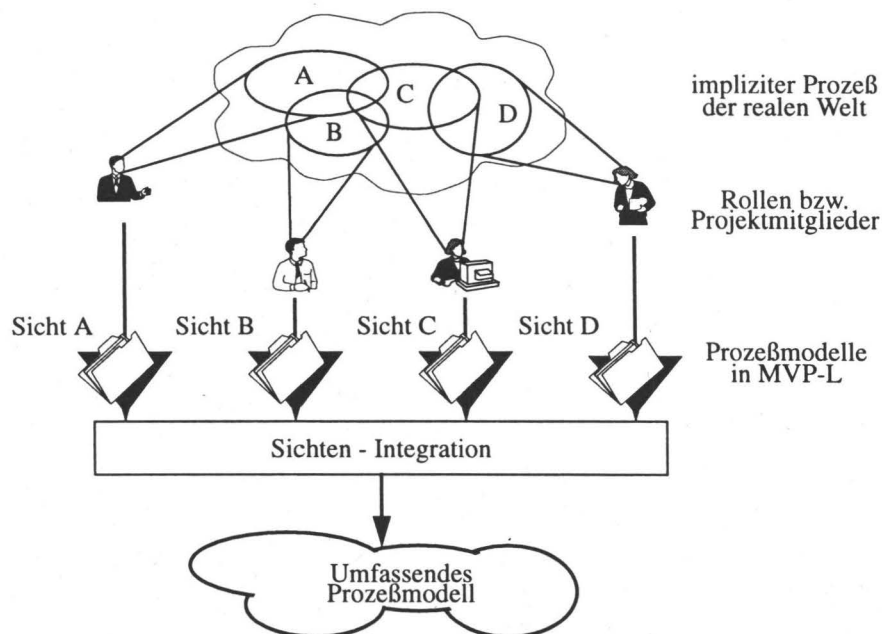 A
C
D
B
impliziter Prozeß
der realen Welt
Rollen bzw.
Projektmitglieder
Sicht A
Sicht B
Sicht C
Sicht D
Prozeßmodelle
in MVP-L
Sichten - Integration
Umfassendes
Prozeßmodell